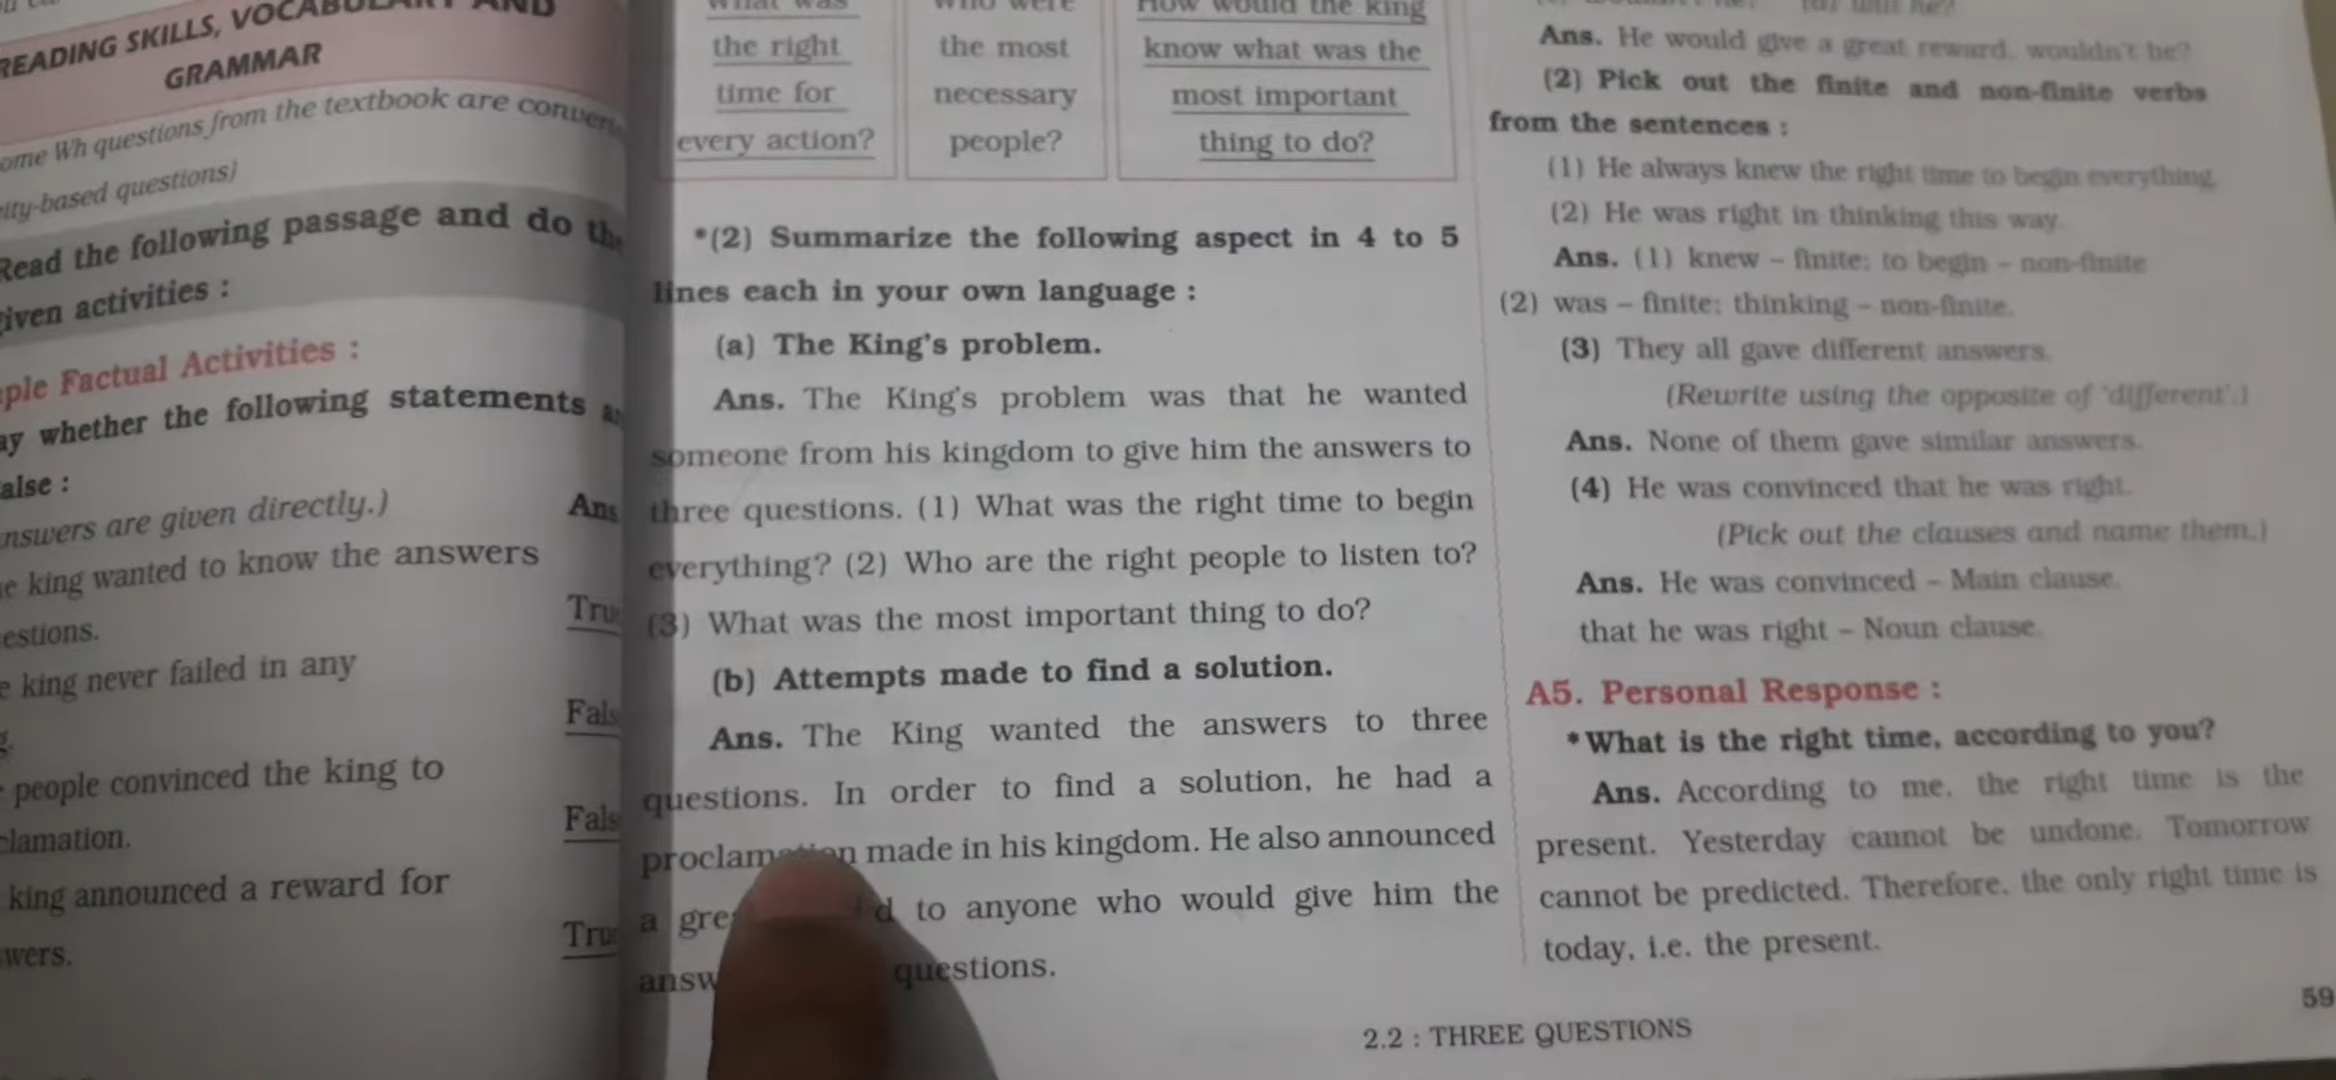 READING SKILLS, VOCABULARY AND
GRAMMAR
ome Wh questions from the textbook are
ity-based questions)
Read the following passage and do the
given activities :
ple Factual Activities :
ay whether the following statements
alse :
nswers are given directly.)
Ans
e king wanted to know the answers
estions.
Tru
e king never failed in any
g.
Fals
people convinced the king to
clamation.
Fals
king announced a reward for
wers.
Tru
What was
the right
time for
every action?
who were
the most
necessary
people?
How would the king
know what was the
most important
thing to do?
*(2) Summarize the following aspect in 4 to 5
lines each in your own language :
(a) The King's problem.
Ans. The King's problem was that he wanted
someone from his kingdom to give him the answers to
three questions. (1) What was the right time to begin
everything? (2) Who are the right people to listen to?
(3) What was the most important thing to do?
(b) Attempts made to find a solution.
Ans. The King wanted the answers to three
questions. In order to find a solution, he had a
proclamation made in his kingdom. He also announced
a gre d to anyone who would give him the
answ questions.
Ans. He would give a great reward, wouldn't he?
(2) Pick out the finite and non-finite verbs
from the sentences :
(1) He always knew the right time to begin everything.
(2) He was right in thinking this way.
Ans. (1) knew – finite; to begin – non-finite
(2) was – finite; thinking – non-finite.
(3) They all gave different answers.
(Rewrite using the opposite of 'different'.)
Ans. None of them gave similar answers.
(4) He was convinced that he was right.
(Pick out the clauses and name them.)
Ans. He was convinced – Main clause.
that he was right – Noun clause.
A5. Personal Response :
*What is the right time, according to you?
Ans. According to me, the right time is the
present. Yesterday cannot be undone. Tomorrow
cannot be predicted. Therefore, the only right time is
today, i.e. the present.
59
2.2 : THREE QUESTIONS